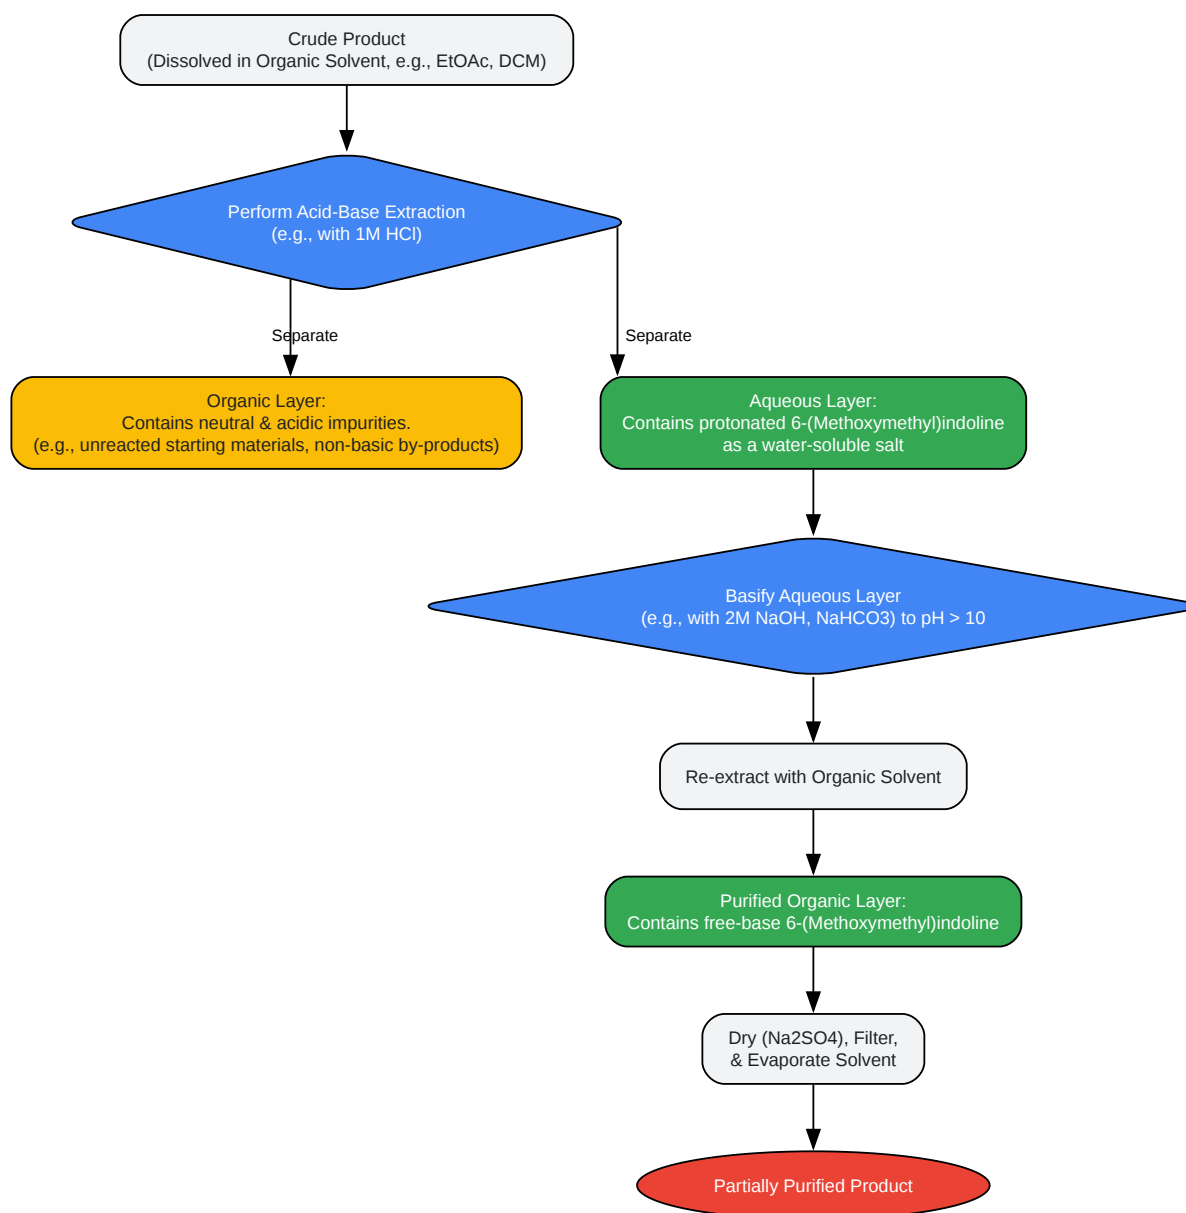 Crude Product
(Dissolved in Organic Solvent, e.g., EtOAc, DCM)
Perform Acid-Base Extraction
(e.g., with 1M HCl)
Separate
Separate
Organic Layer:
Contains neutral & acidic impurities.
(e.g., unreacted starting materials, non-basic by-products)
Aqueous Layer:
Contains protonated 6-(Methoxymethyl)indoline
as a water-soluble salt
Basify Aqueous Layer
(e.g., with 2M NaOH, NaHCO3) to pH > 10
Re-extract with Organic Solvent
Purified Organic Layer:
Contains free-base 6-(Methoxymethyl)indoline
Dry (Na2SO4), Filter,
& Evaporate Solvent
Partially Purified Product